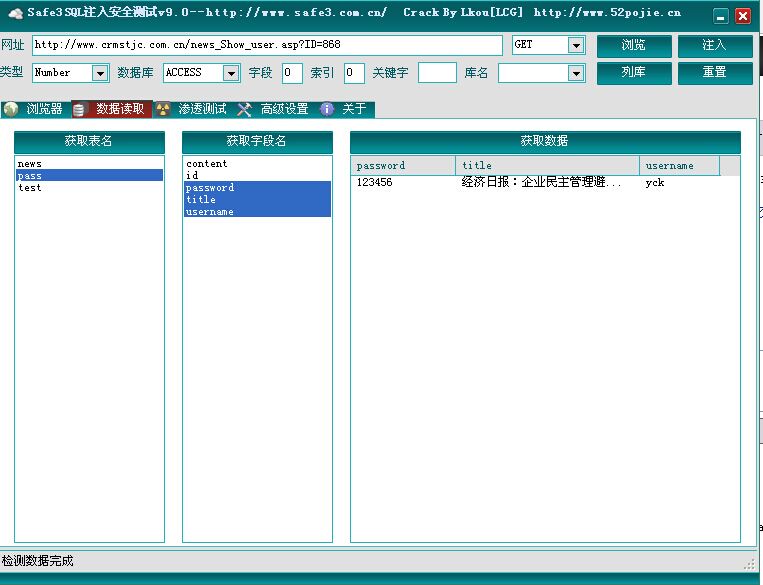 Safe3SQL注入安全测试v9.0--http://www.safe3.com.cn/ Crack By Lkou[LCG] http://www.52pojie.cn
网址 http://www.crmstjc.com.cn/news_Show_user.asp?ID=868 GET 浏览 注入
类型 Number 数据库 ACCESS 字段 0 索引 0 关键字 库名 列库 重置
浏览器 数据读取 渗透测试 高级设置 关于
获取表名 获取字段名 获取数据
news content password title username
pass id 123456 经济日报：企业民主管理避... yck
test password
title
username
检测数据完成